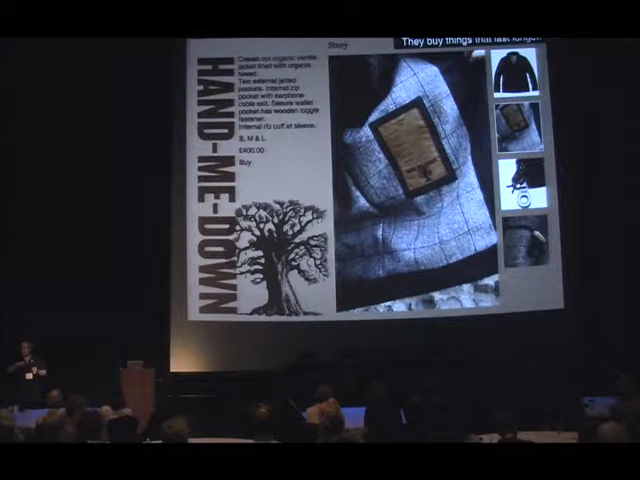 Story
They buy things that last longer.
HAND-ME-DOWN
Classic cut organic ventile
jacket lined with organic
tweed.
Two external jetted
pockets. Internal zip
pocket with earphone
cable exit. Secure wallet
pocket has wooden toggle
fastener.
Internal rib cuff at sleeve.
S, M & L
£400.00
Buy